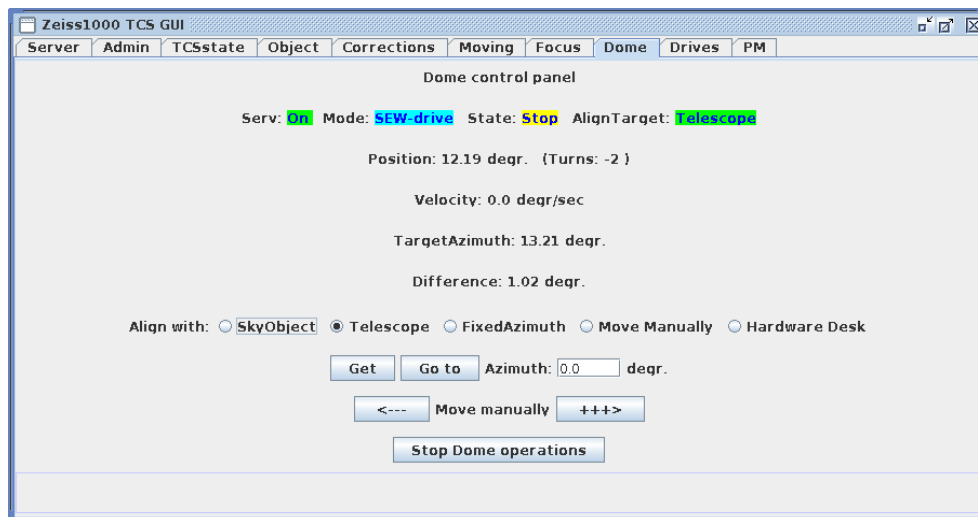 Zeiss1000 TCS GUI
Server Admin TCSstate Object Corrections Moving Focus Dome Drives PM
Dome control panel
Serv: On Mode: SEW-drive State: Stop AlignTarget: Telescope
Position: 12.19 degr. (Turns: -2 )
Velocity: 0.0 degr/sec
TargetAzimuth: 13.21 degr.
Difference: 1.02 degr.
Align with: SkyObject Telescope FixedAzimuth Move Manually Hardware Desk
Get Go to Azimuth: 0.0 degr.
<--- Move manually +++>
Stop Dome operations